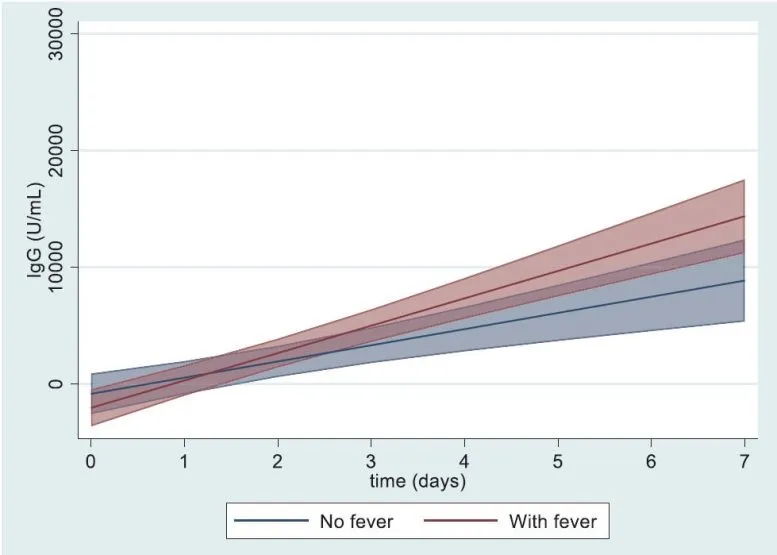 30000
20000
10000
0
IgG (U/mL)
0 1 2 3 4 5 6 7
time (days)
No fever With fever